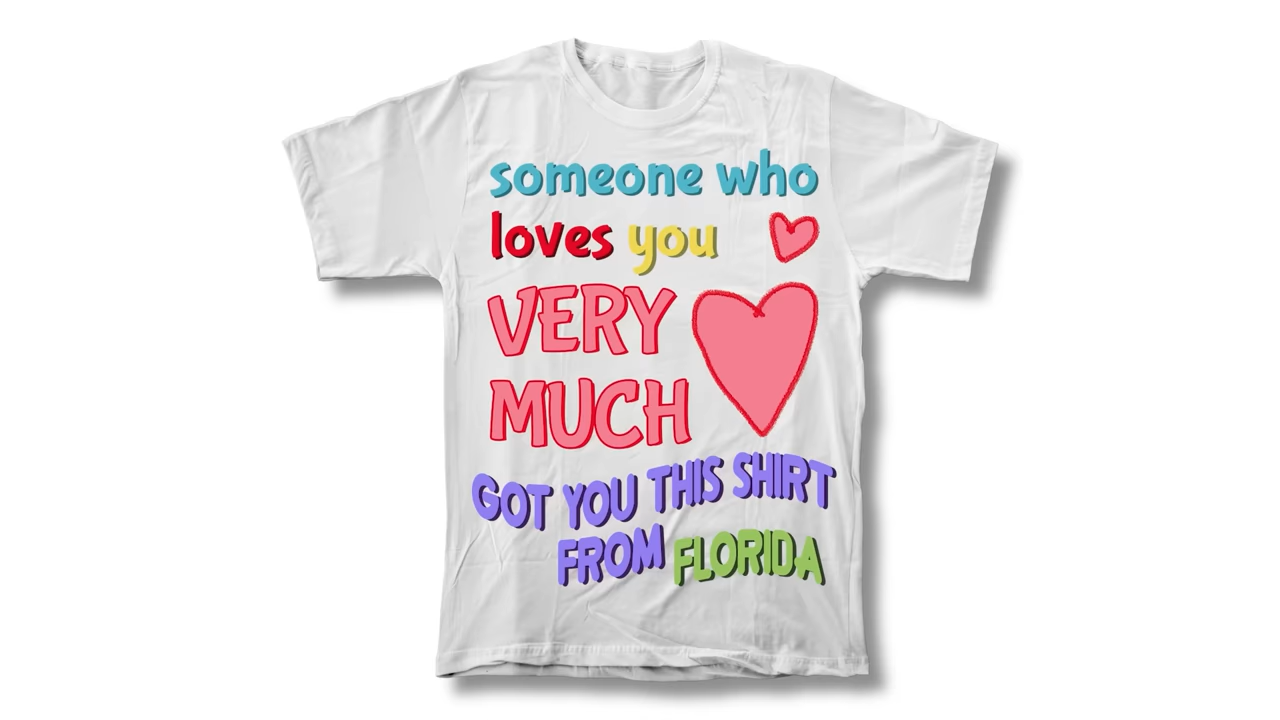 someone who
loves you
VERY
MUCH
GOT YOU THIS SHIRT
FROM FLORIDA